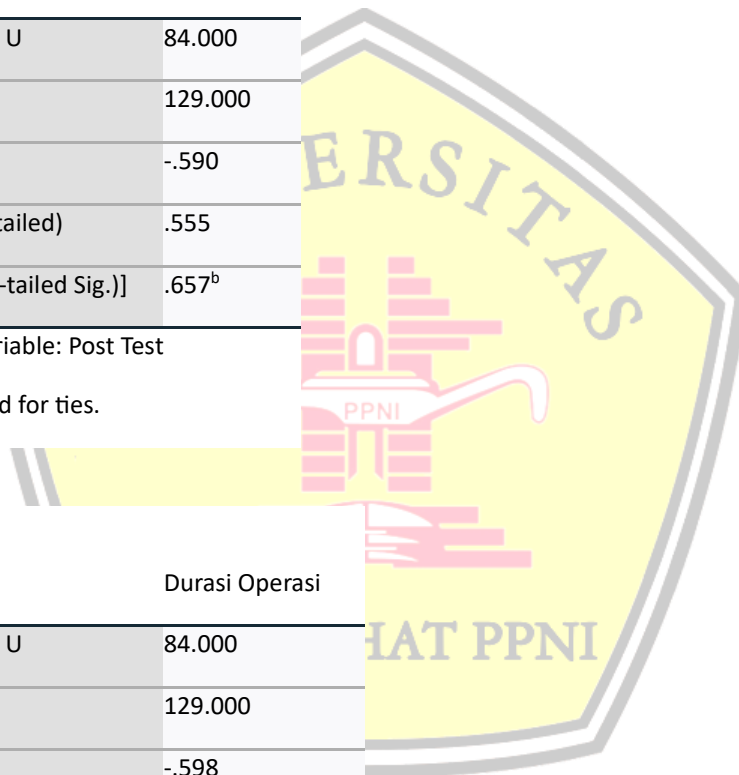 U 84.000
129.000
-.590
tailed) .555
-tailed Sig.)] .657b
riable: Post Test
d for ties.
Durasi Operasi
U 84.000
129.000
-.598
ERSITAS
PPNI
HAT PPNI